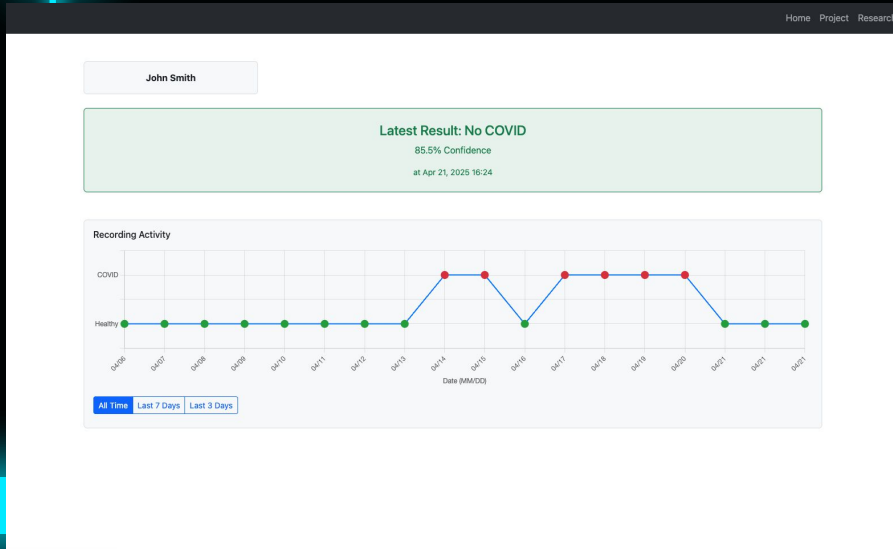 Home Project Research
John Smith
Latest Result: No COVID
85.5% Confidence
at Apr 21, 2025 16:24
Recording Activity
COVID
Healthy
04/06 04/07 04/08 04/09 04/10 04/11 04/12 04/13 04/14 04/15 04/16 04/17 04/18 04/19 04/20 04/21 04/21 04/21
Date (MM/DD)
All Time Last 7 Days Last 3 Days